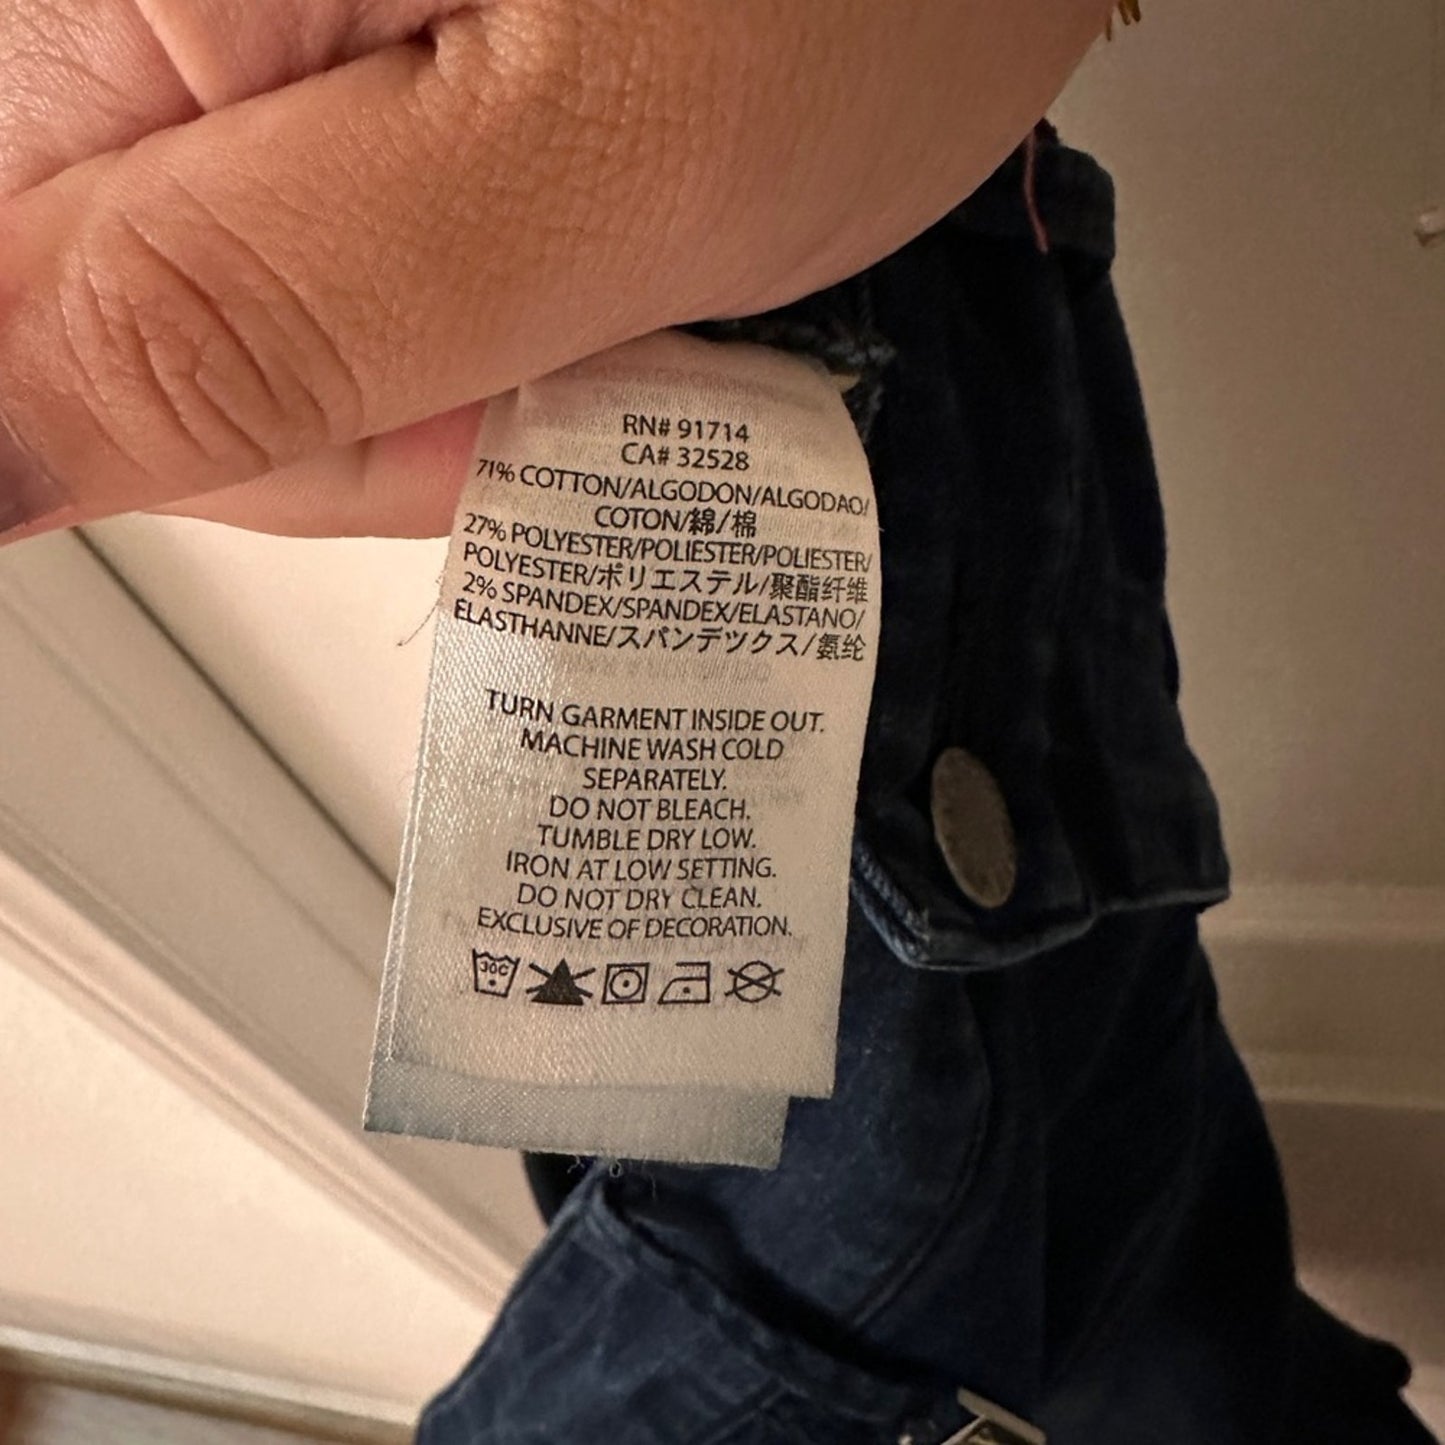 RN# 91714
CA# 32528
71% COTTON/ALGODON/ALGODAO/
COTON/綿/棉
27% POLYESTER/POLIESTER/POLIESTER/
POLYESTER/ポリエステル/聚酯纤维
2% SPANDEX/SPANDEX/ELASTANO/
ELASTHANNE/スパンデツクス/氨纶
TURN GARMENT INSIDE OUT.
MACHINE WASH COLD
SEPARATELY.
DO NOT BLEACH.
TUMBLE DRY LOW.
IRON AT LOW SETTING.
DO NOT DRY CLEAN.
EXCLUSIVE OF DECORATION.
30C